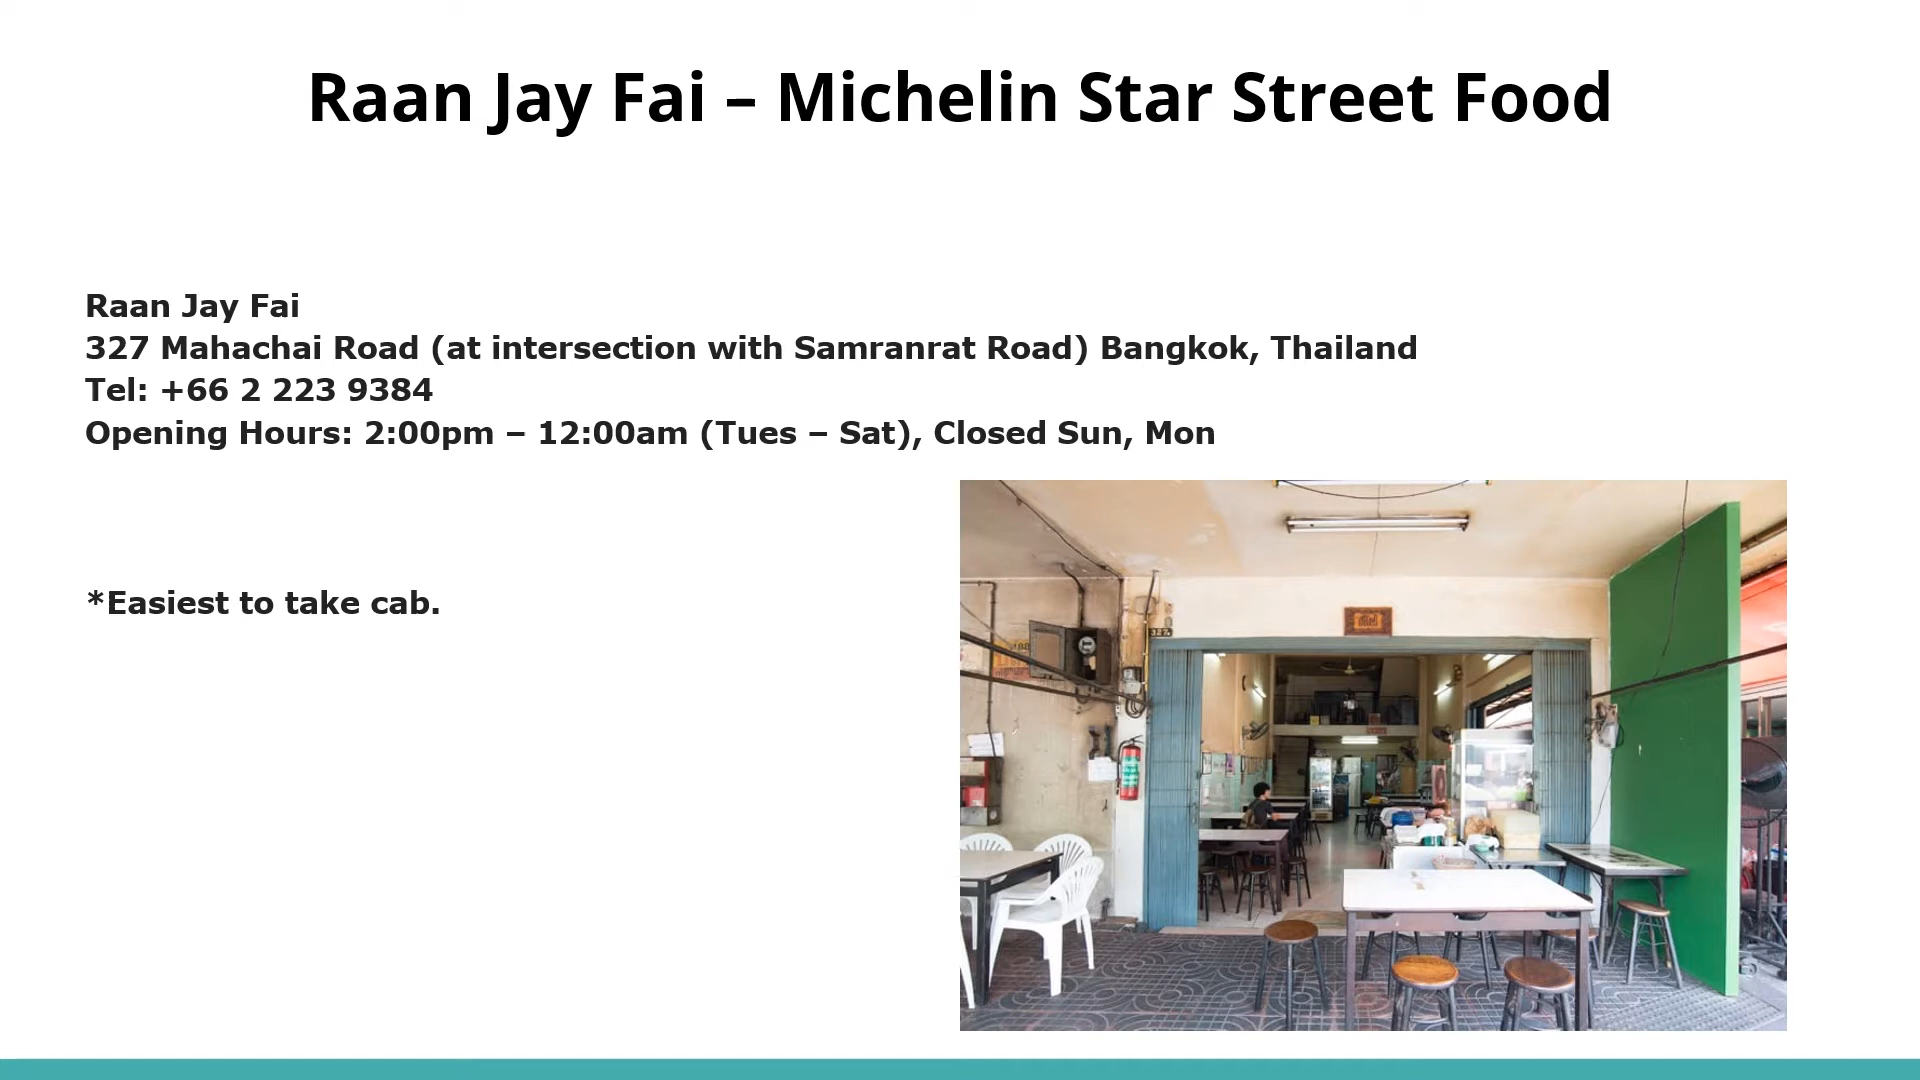 Raan Jay Fai – Michelin Star Street Food
Raan Jay Fai
327 Mahachai Road (at intersection with Samranrat Road) Bangkok, Thailand
Tel: +66 2 223 9384
Opening Hours: 2:00pm – 12:00am (Tues – Sat), Closed Sun, Mon
*Easiest to take cab.
327